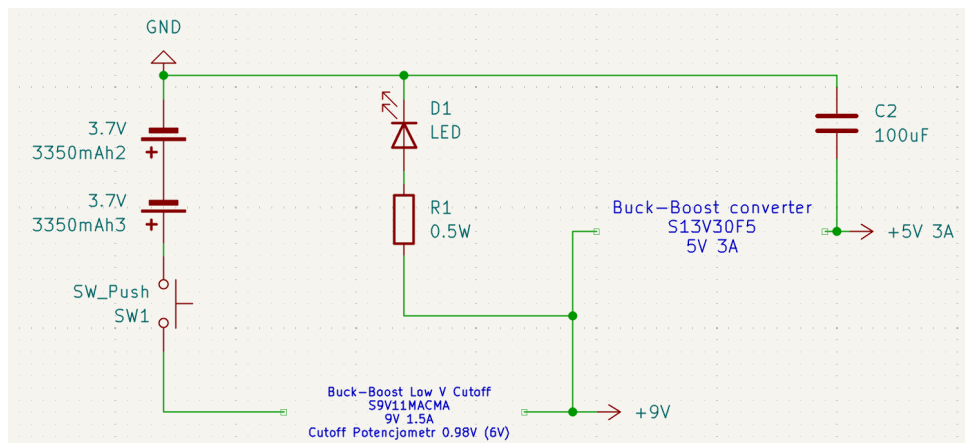 GND
D1
LED
C2
100uF
3.7V
3350mAh2
+
3.7V
3350mAh3
+
R1
0.5W
Buck-Boost converter
S13V30F5
5V 3A
+5V 3A
SW_Push
SW1
Buck-Boost Low V Cutoff
S9V11MACMA
9V 1.5A
Cutoff Potencjometr 0.98V (6V)
+9V